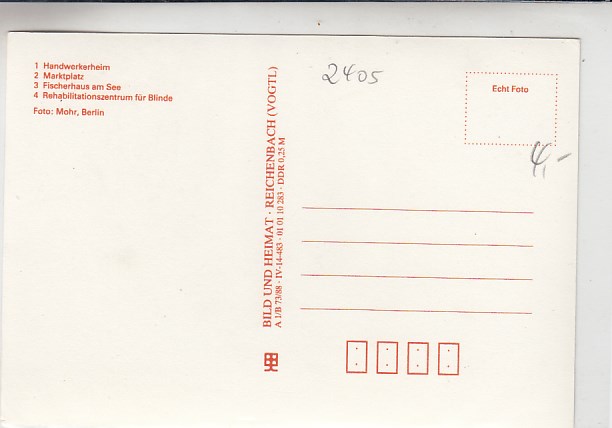 1 Handwerkerheim
2 Marktplatz
3 Fischerhaus am See
4 Rehabilitationszentrum für Blinde
Foto: Mohr, Berlin
BILD UND HEIMAT · REICHENBACH (VOGTL)
A 1/B 73/88 · IV-14-483 · 01 01 10 283 · DDR 0,25 M
2405
Echt Foto
4,-